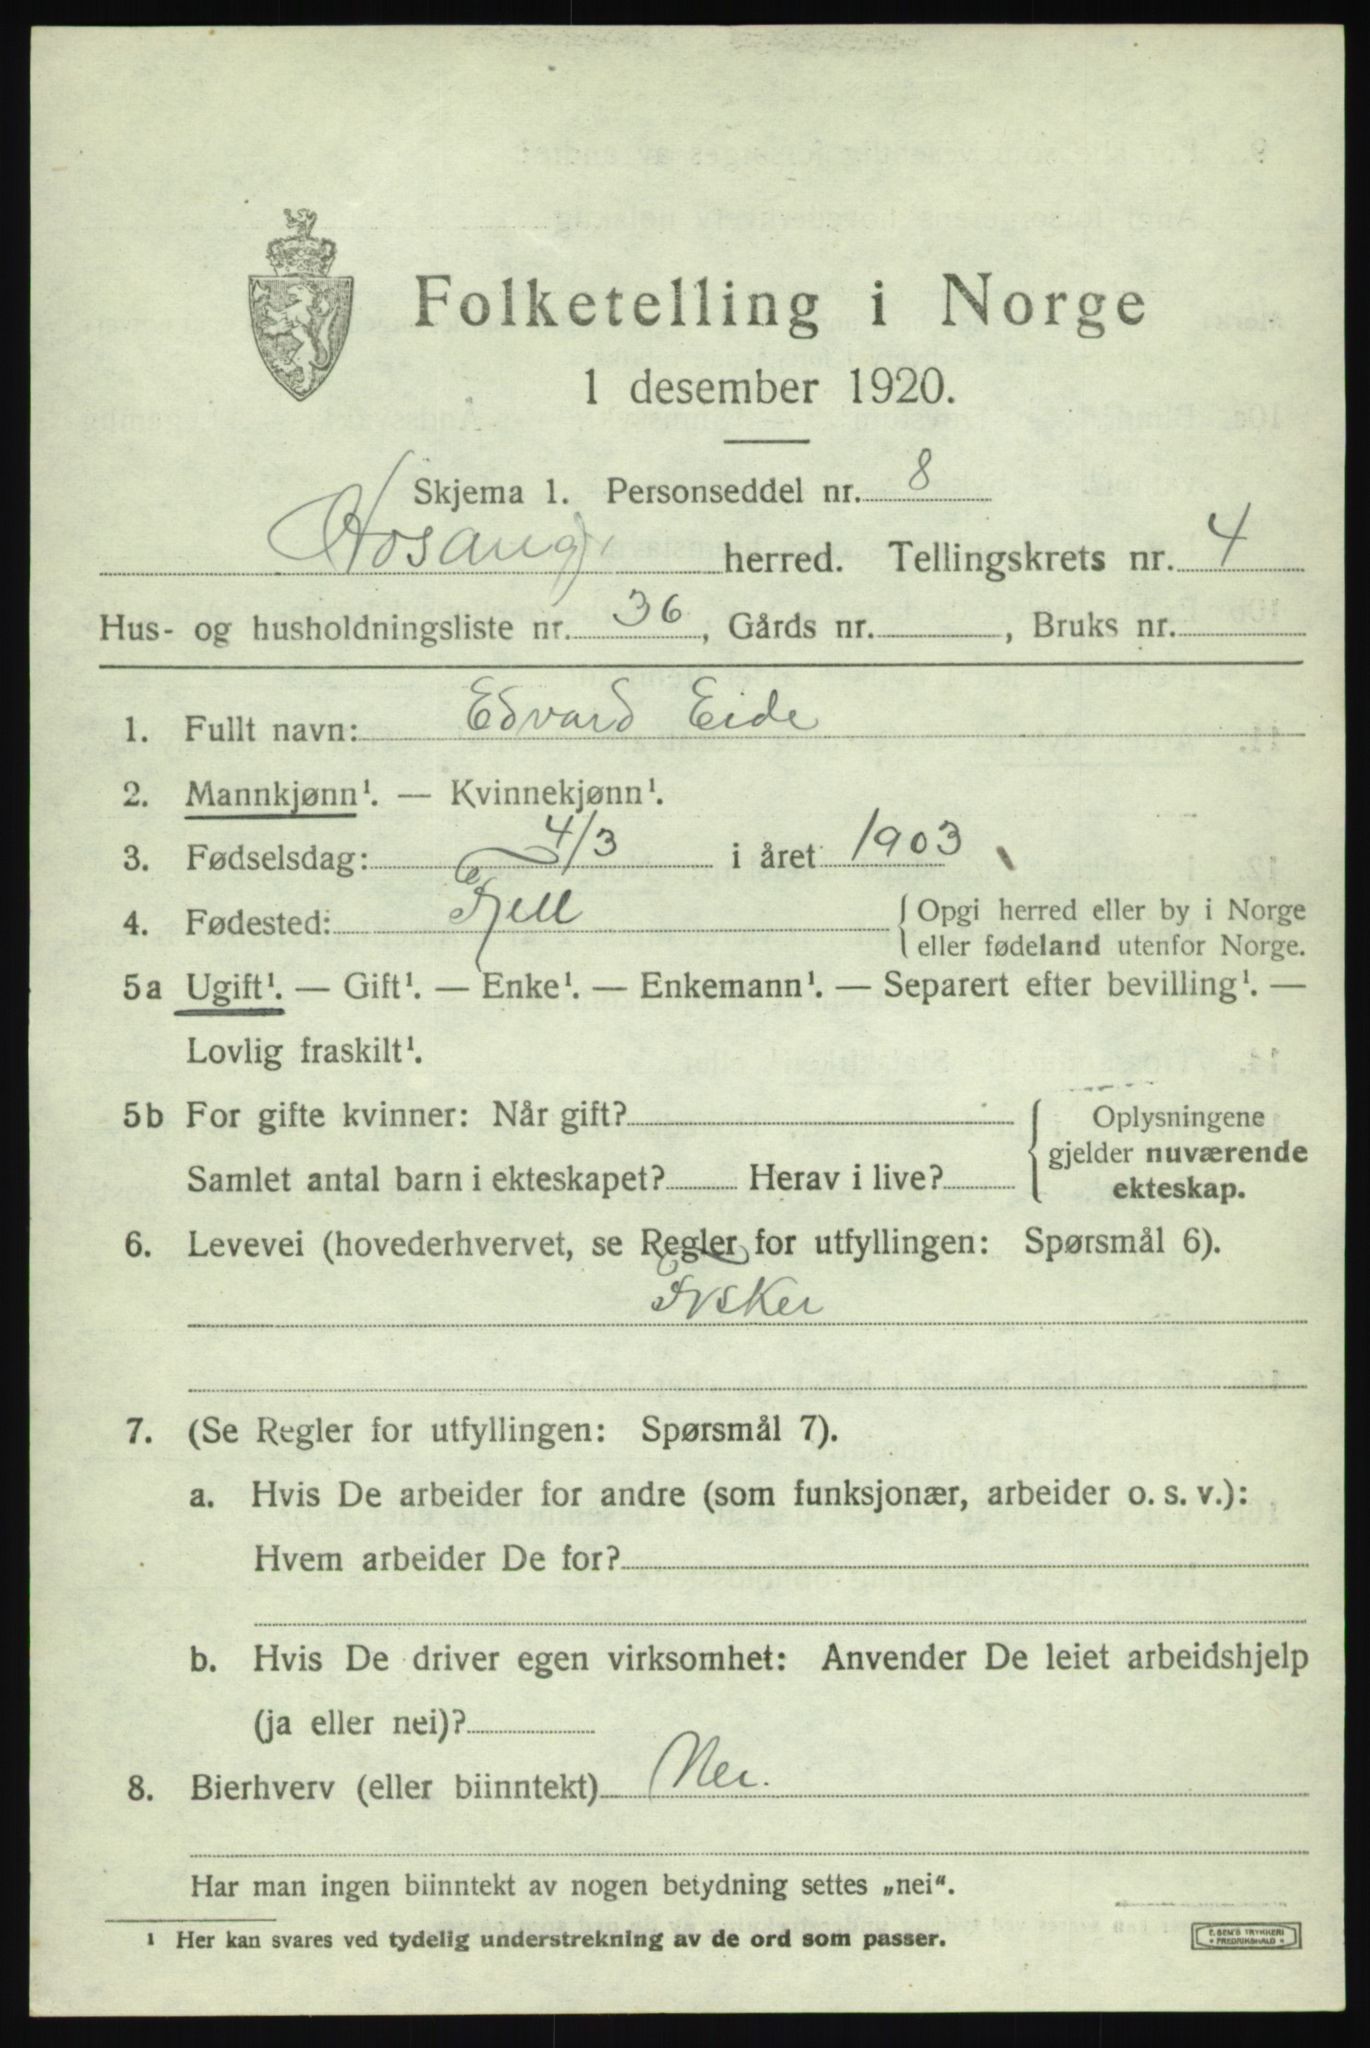 Folketelling i Norge
1 desember 1920.
Skjema 1. Personseddel nr. 8
Hosanger herred. Tellingskrets nr. 4
Hus- og husholdningsliste nr. 36, Gårds nr. , Bruks nr.
1. Fullt navn: Edvard Eide
2. Mannkjønn¹. — Kvinnekjønn¹.
3. Fødselsdag: 4/3 i året 1903
4. Fødested: Fjell { Opgi herred eller by i Norge
eller fødeland utenfor Norge.
5a Ugift¹. — Gift¹. — Enke¹. — Enkemann¹. — Separert efter bevilling¹. —
Lovlig fraskilt¹.
5b For gifte kvinner: Når gift?
Samlet antal barn i ekteskapet? Herav i live?
Oplysningene
gjelder nuværende
ekteskap.
6. Levevei (hovederhvervet, se Regler for utfyllingen: Spørsmål 6).
Fisker
7. (Se Regler for utfyllingen: Spørsmål 7).
a. Hvis De arbeider for andre (som funksjonær, arbeider o. s. v.):
Hvem arbeider De for?
b. Hvis De driver egen virksomhet: Anvender De leiet arbeidshjelp
(ja eller nei)?
8. Bierhverv (eller biinntekt) Nei.
Har man ingen biinntekt av nogen betydning settes „nei“.
¹ Her kan svares ved tydelig understrekning av de ord som passer.
E. SEM'S TRYKKERI
FREDRIKSHALD